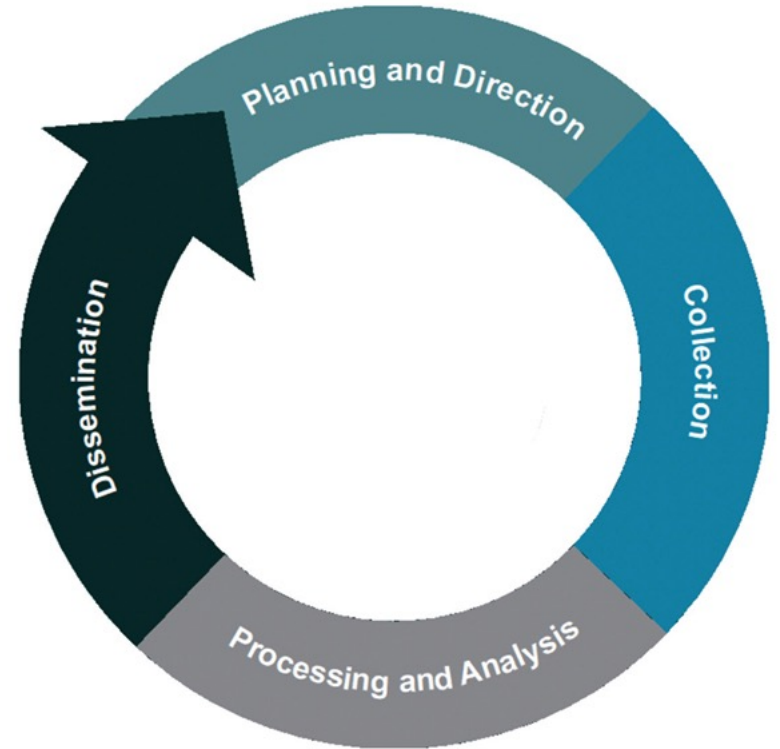 Planning and Direction
Collection
Processing and Analysis
Dissemination